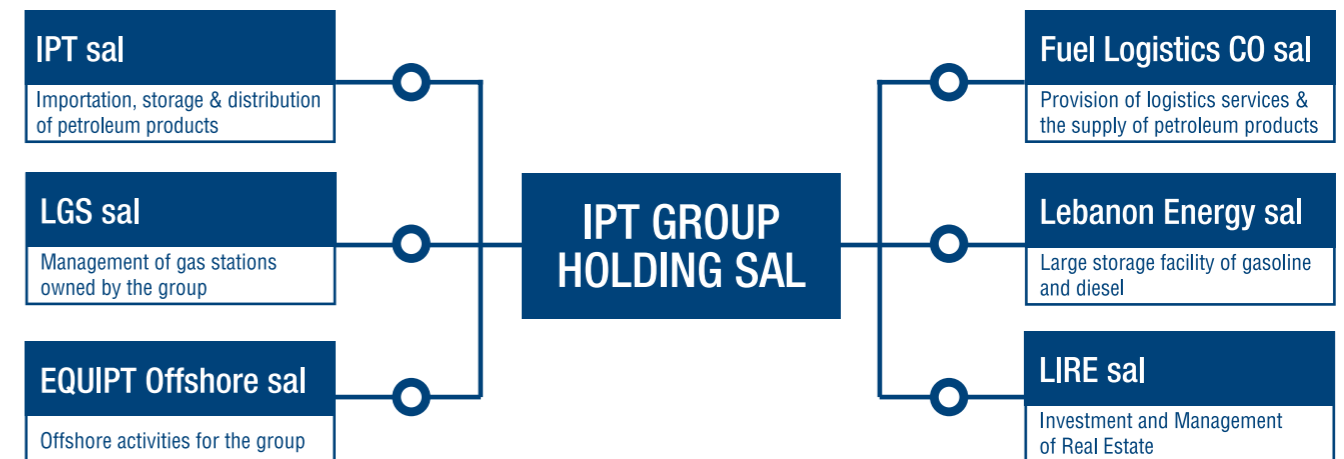 IPT sal
Importation, storage & distribution
of petroleum products
LGS sal
Management of gas stations
owned by the group
EQUIPT Offshore sal
Offshore activities for the group
IPT GROUP
HOLDING SAL
Fuel Logistics CO sal
Provision of logistics services &
the supply of petroleum products
Lebanon Energy sal
Large storage facility of gasoline
and diesel
LIRE sal
Investment and Management
of Real Estate